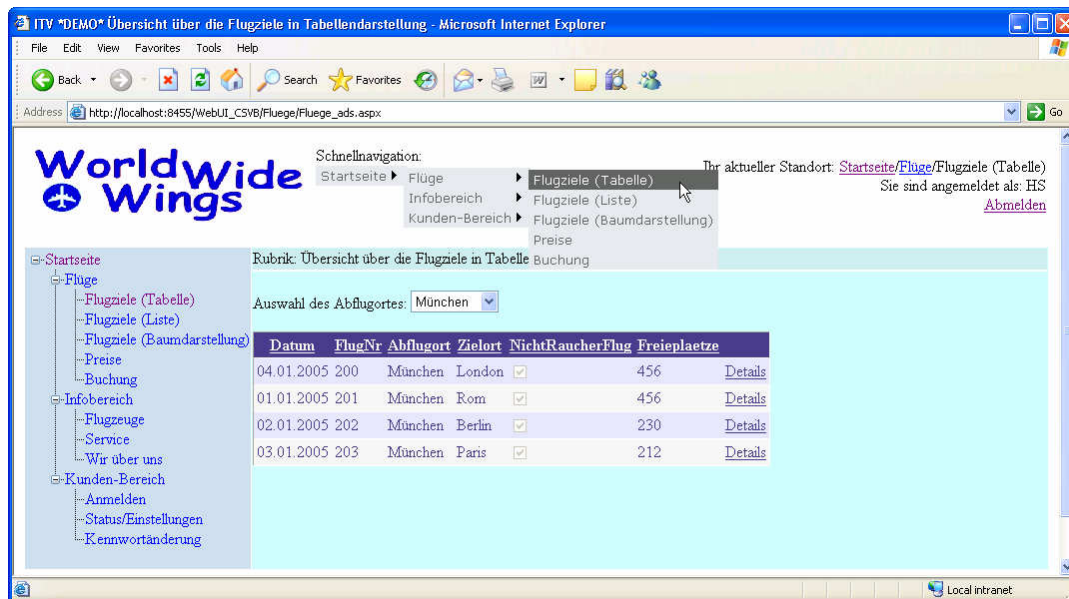 ITV *DEMO* Übersicht über die Flugziele in Tabellendarstellung - Microsoft Internet Explorer
File Edit View Favorites Tools Help
Back Search Favorites
Address http://localhost:8455/WebUI_CSVB/Fluege/Fluege_ads.aspx Go
WorldWide
Wings
Schnellnavigation:
Startseite Flüge Flugziele (Tabelle)
Infobereich Flugziele (Liste)
Kunden-Bereich Flugziele (Baumdarstellung)
Preise
Buchung
Ihr aktueller Standort: Startseite/Flüge/Flugziele (Tabelle)
Sie sind angemeldet als: HS
Abmelden
Startseite
Flüge
Flugziele (Tabelle)
Flugziele (Liste)
Flugziele (Baumdarstellung)
Preise
Buchung
Infobereich
Flugzeuge
Service
Wir über uns
Kunden-Bereich
Anmelden
Status/Einstellungen
Kennwortänderung
Rubrik: Übersicht über die Flugziele in Tabelle
Auswahl des Abflugortes: München
Datum FlugNr Abflugort Zielort NichtRaucherFlug Freieplaetze
04.01.2005 200 München London 456 Details
01.01.2005 201 München Rom 456 Details
02.01.2005 202 München Berlin 230 Details
03.01.2005 203 München Paris 212 Details
Local intranet